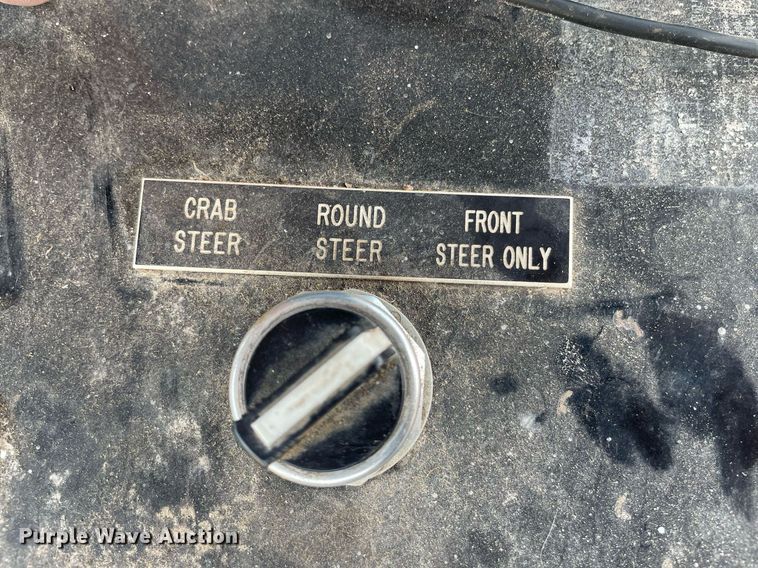 CRAB ROUND FRONT
STEER STEER STEER ONLY
Purple Wave Auction